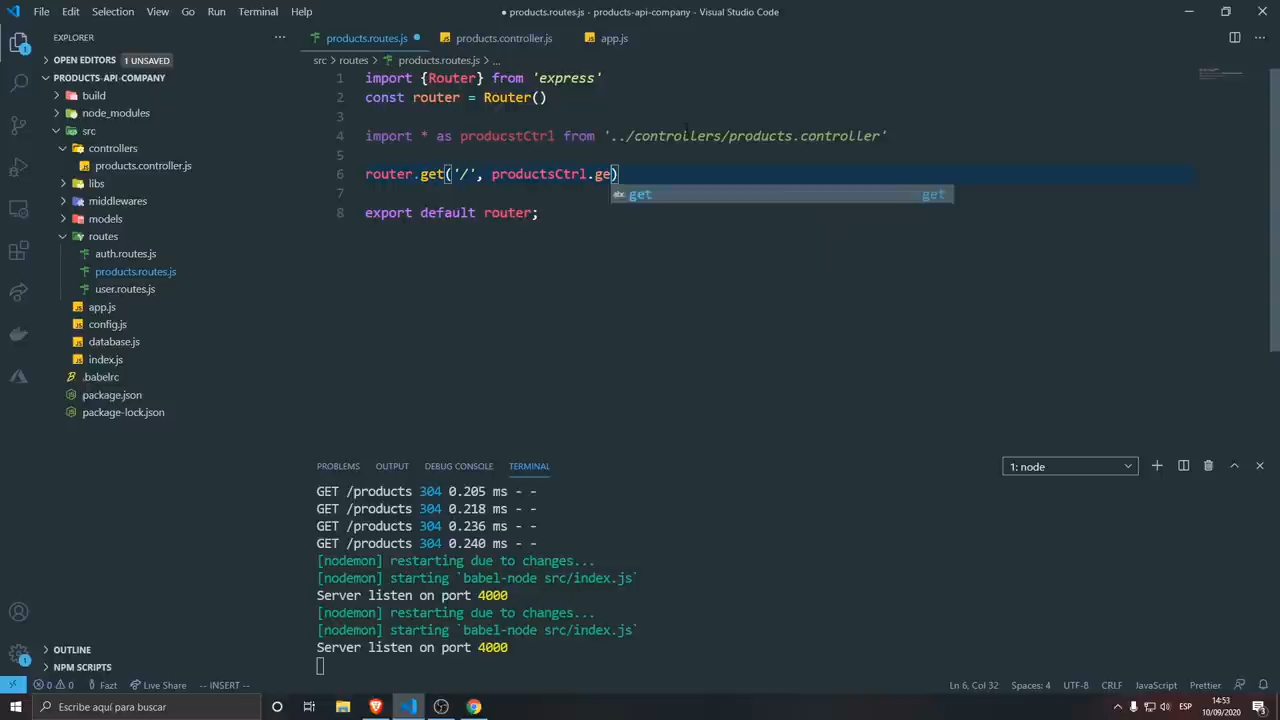 File Edit Selection View Go Run Terminal Help
● products.routes.js - products-api-company - Visual Studio Code
EXPLORER
products.routes.js
products.controller.js
app.js
OPEN EDITORS 1 UNSAVED
src > routes > products.routes.js > ...
PRODUCTS-API-COMPANY
build
node_modules
src
controllers
products.controller.js
libs
middlewares
models
routes
auth.routes.js
products.routes.js
user.routes.js
app.js
config.js
database.js
index.js
.babelrc
package.json
package-lock.json
OUTLINE
NPM SCRIPTS
1 import {Router} from 'express'
2 const router = Router()
3
4 import * as producstCtrl from '../controllers/products.controller'
5
6 router.get('/', productsCtrl.ge)
abc get get
7
8 export default router;
PROBLEMS OUTPUT DEBUG CONSOLE TERMINAL
1: node
GET /products 304 0.205 ms - -
GET /products 304 0.218 ms - -
GET /products 304 0.236 ms - -
GET /products 304 0.240 ms - -
[nodemon] restarting due to changes...
[nodemon] starting `babel-node src/index.js`
Server listen on port 4000
[nodemon] restarting due to changes...
[nodemon] starting `babel-node src/index.js`
Server listen on port 4000
1
1
0 0 Fazt Live Share -- INSERT -- Ln 6, Col 32 Spaces: 4 UTF-8 CRLF JavaScript Prettier
Escribe aquí para buscar
ESP
14:53
10/09/2020